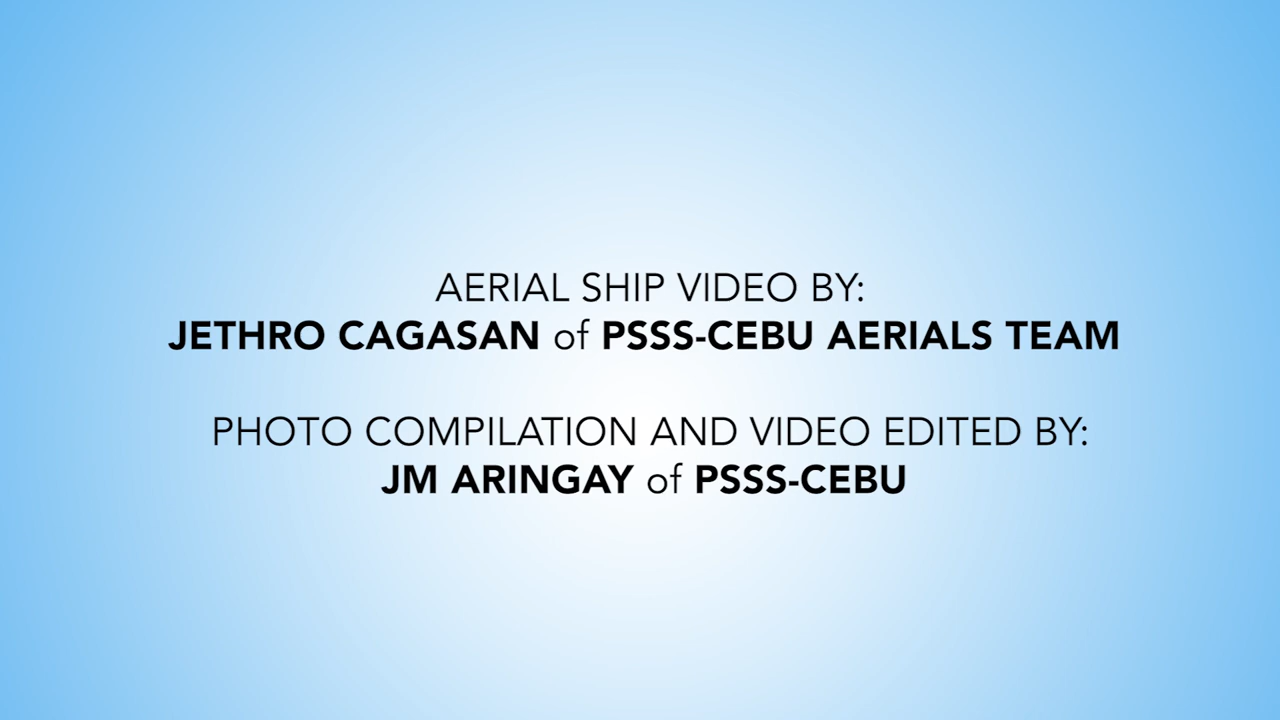 AERIAL SHIP VIDEO BY:
JETHRO CAGASAN of PSSS-CEBU AERIALS TEAM
PHOTO COMPILATION AND VIDEO EDITED BY:
JM ARINGAY of PSSS-CEBU